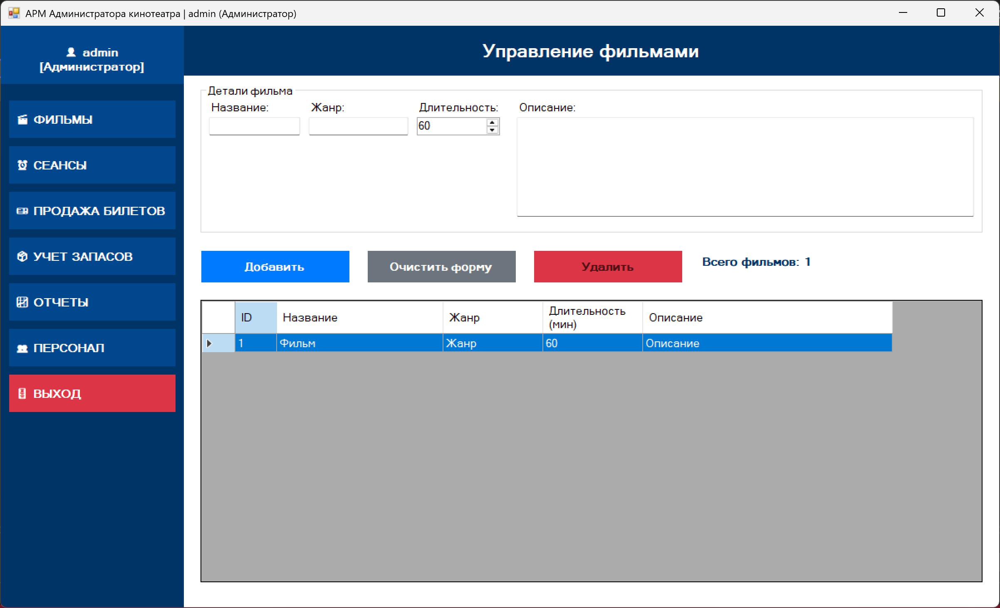 АРМ Администратора кинотеатра | admin (Администратор)
admin
[Администратор]
ФИЛЬМЫ
СЕАНСЫ
ПРОДАЖА БИЛЕТОВ
УЧЕТ ЗАПАСОВ
ОТЧЕТЫ
ПЕРСОНАЛ
ВЫХОД
Управление фильмами
Детали фильма
Название: Жанр: Длительность: Описание:
60
Добавить Очистить форму Удалить Всего фильмов: 1
ID Название Жанр Длительность (мин) Описание
1 Фильм Жанр 60 Описание